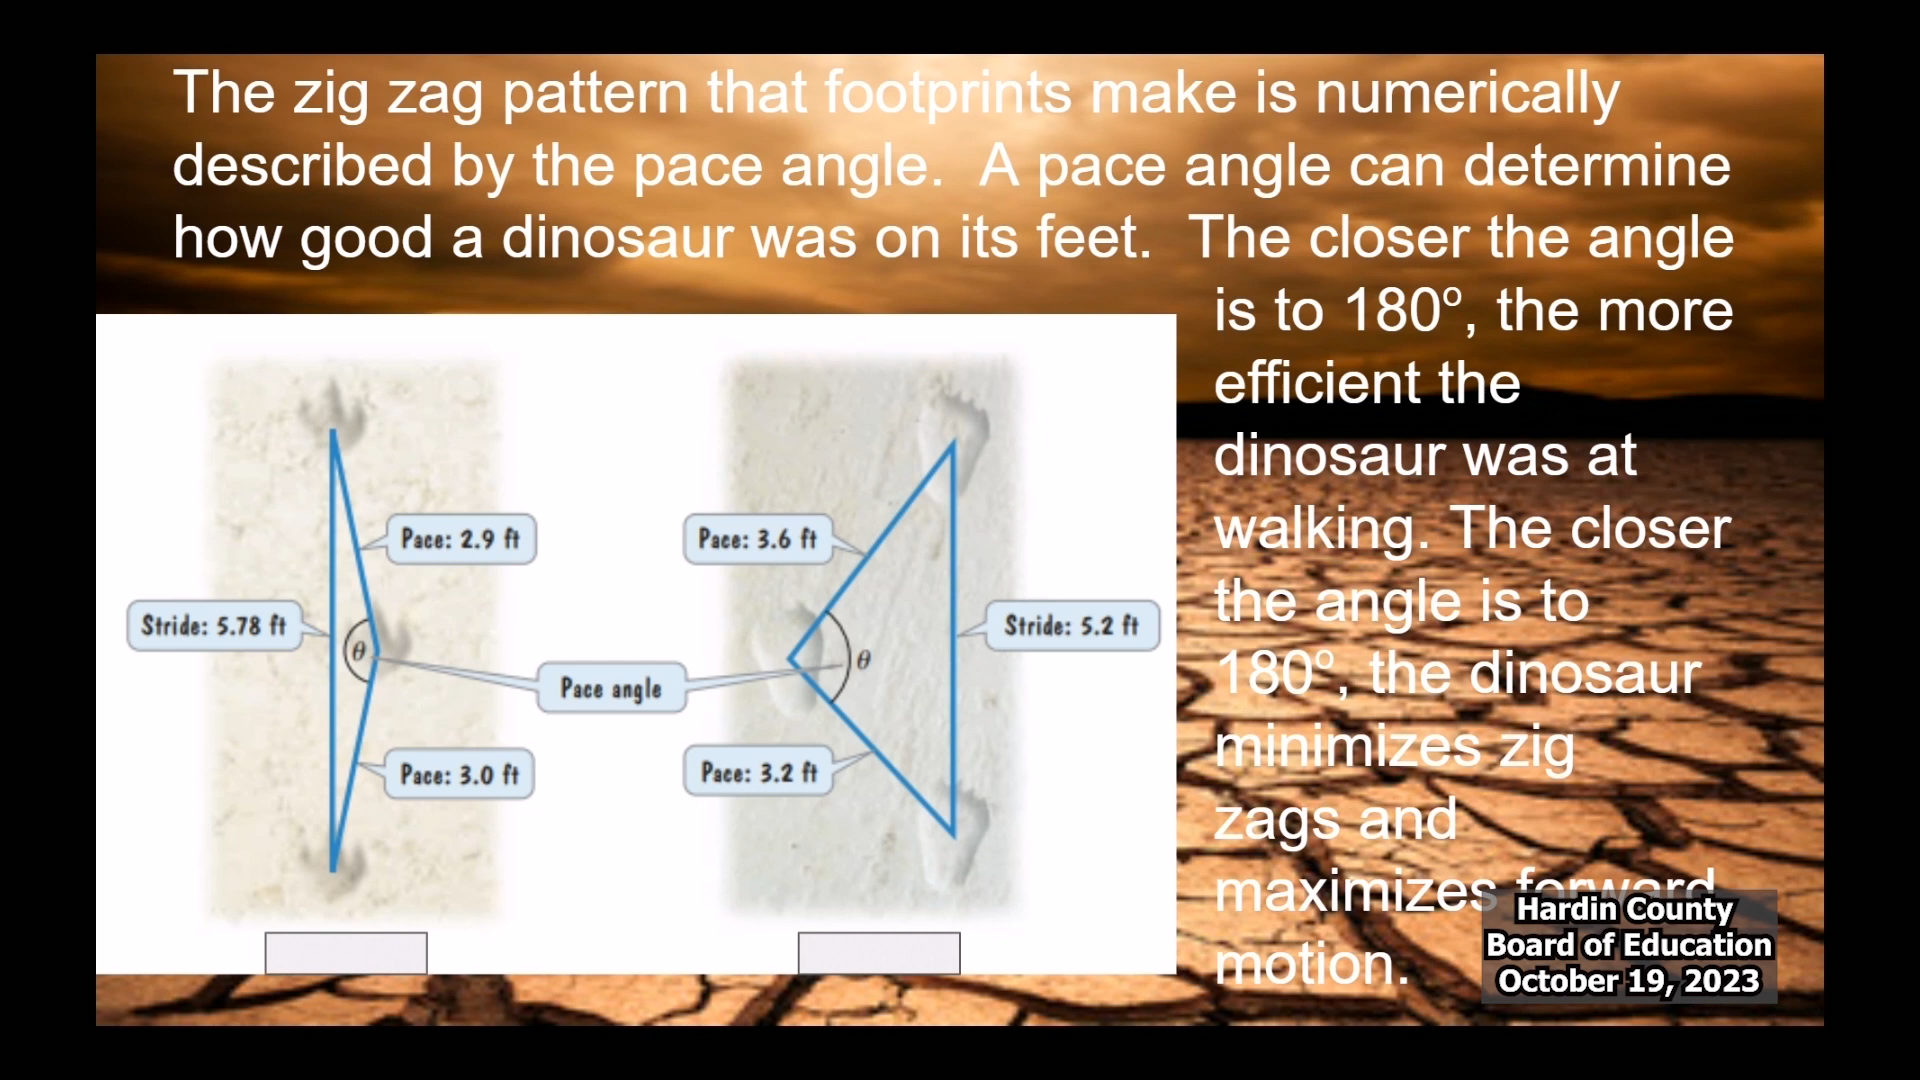 The zig zag pattern that footprints make is numerically
described by the pace angle.  A pace angle can determine
how good a dinosaur was on its feet.  The closer the angle
is to 180º, the more
efficient the
dinosaur was at
walking. The closer
the angle is to
180º, the dinosaur
minimizes zig
zags and
maximizes forward
motion.
Pace: 2.9 ft
Stride: 5.78 ft
θ
Pace: 3.0 ft
Pace angle
Pace: 3.6 ft
Stride: 5.2 ft
θ
Pace: 3.2 ft
Hardin County
Board of Education
October 19, 2023